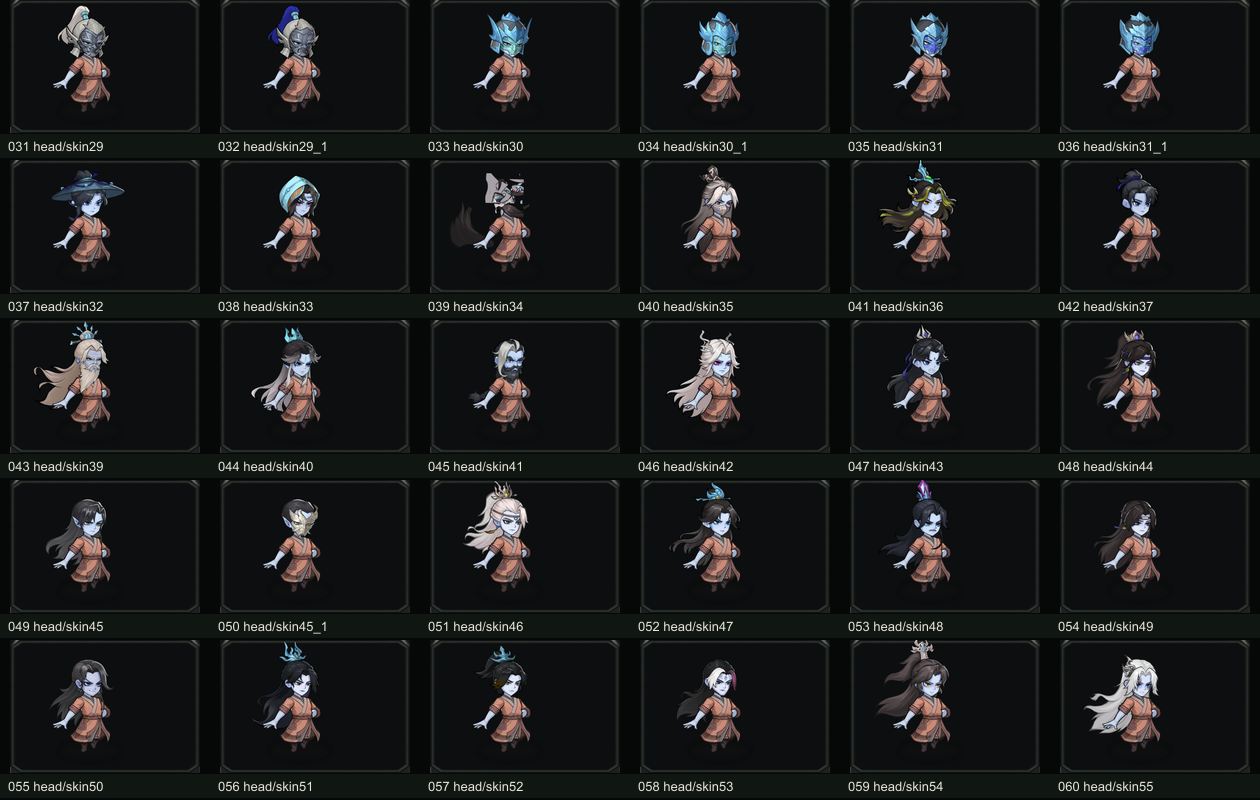 031 head/skin29
032 head/skin29_1
033 head/skin30
034 head/skin30_1
035 head/skin31
036 head/skin31_1
037 head/skin32
038 head/skin33
039 head/skin34
040 head/skin35
041 head/skin36
042 head/skin37
043 head/skin39
044 head/skin40
045 head/skin41
046 head/skin42
047 head/skin43
048 head/skin44
049 head/skin45
050 head/skin45_1
051 head/skin46
052 head/skin47
053 head/skin48
054 head/skin49
055 head/skin50
056 head/skin51
057 head/skin52
058 head/skin53
059 head/skin54
060 head/skin55